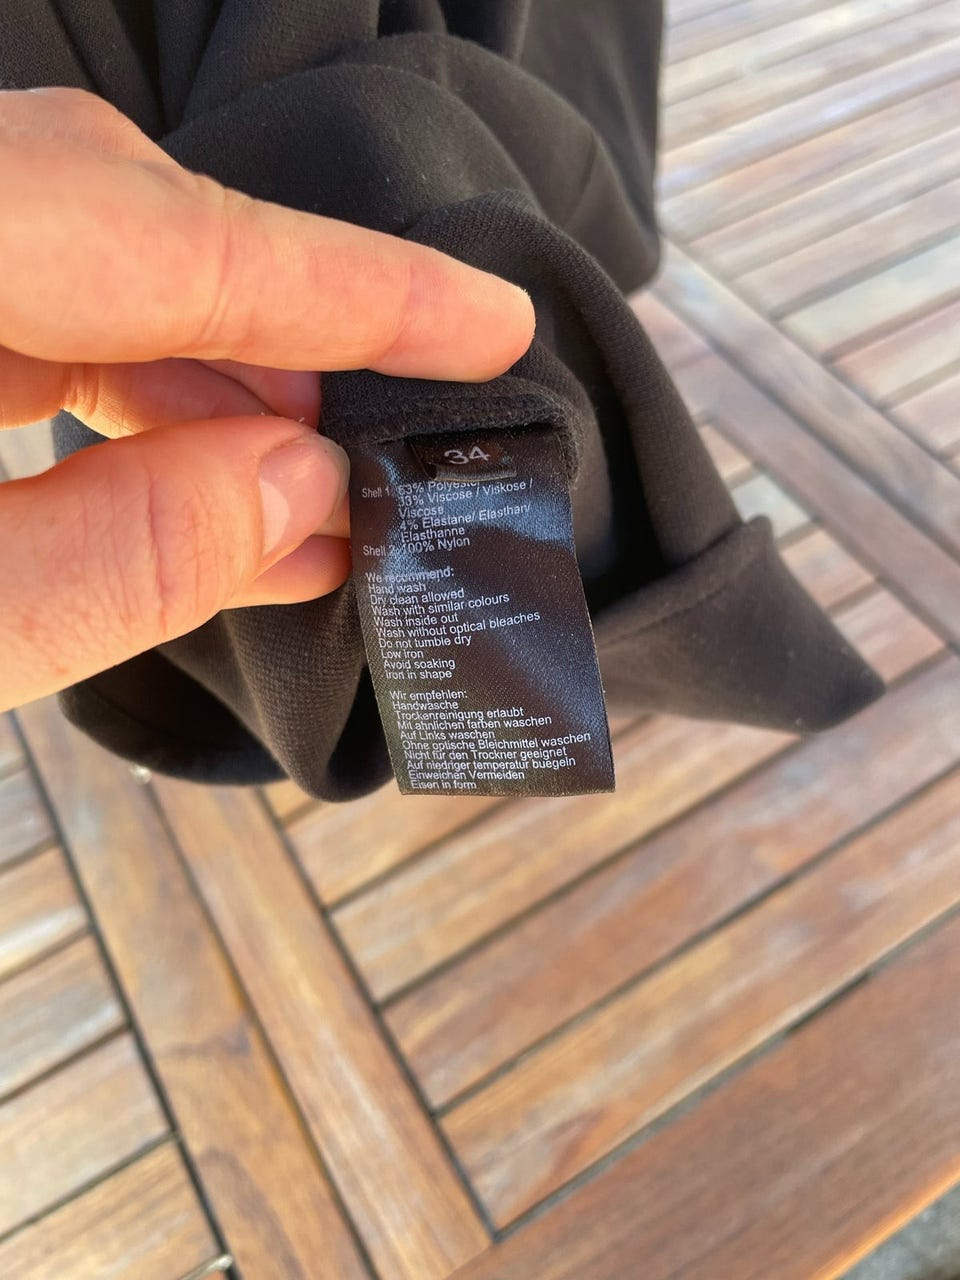 34
Shell 1: 63% Polyester
33% Viscose / Viskose /
Viscose
4% Elastane/ Elasthan/
Elasthanne
Shell 2: 100% Nylon
We recommend:
Hand wash
Dry clean allowed
Wash with similar colours
Wash inside out
Wash without optical bleaches
Do not tumble dry
Low iron
Avoid soaking
Iron in shape
Wir empfehlen:
Handwäsche
Trockenreinigung erlaubt
Mit ähnlichen farben waschen
Auf Links waschen
Ohne optische Bleichmittel waschen
Nicht für den Trockner geeignet
Auf niedriger temperatur buegeln
Einweichen Vermeiden
Eisen in form